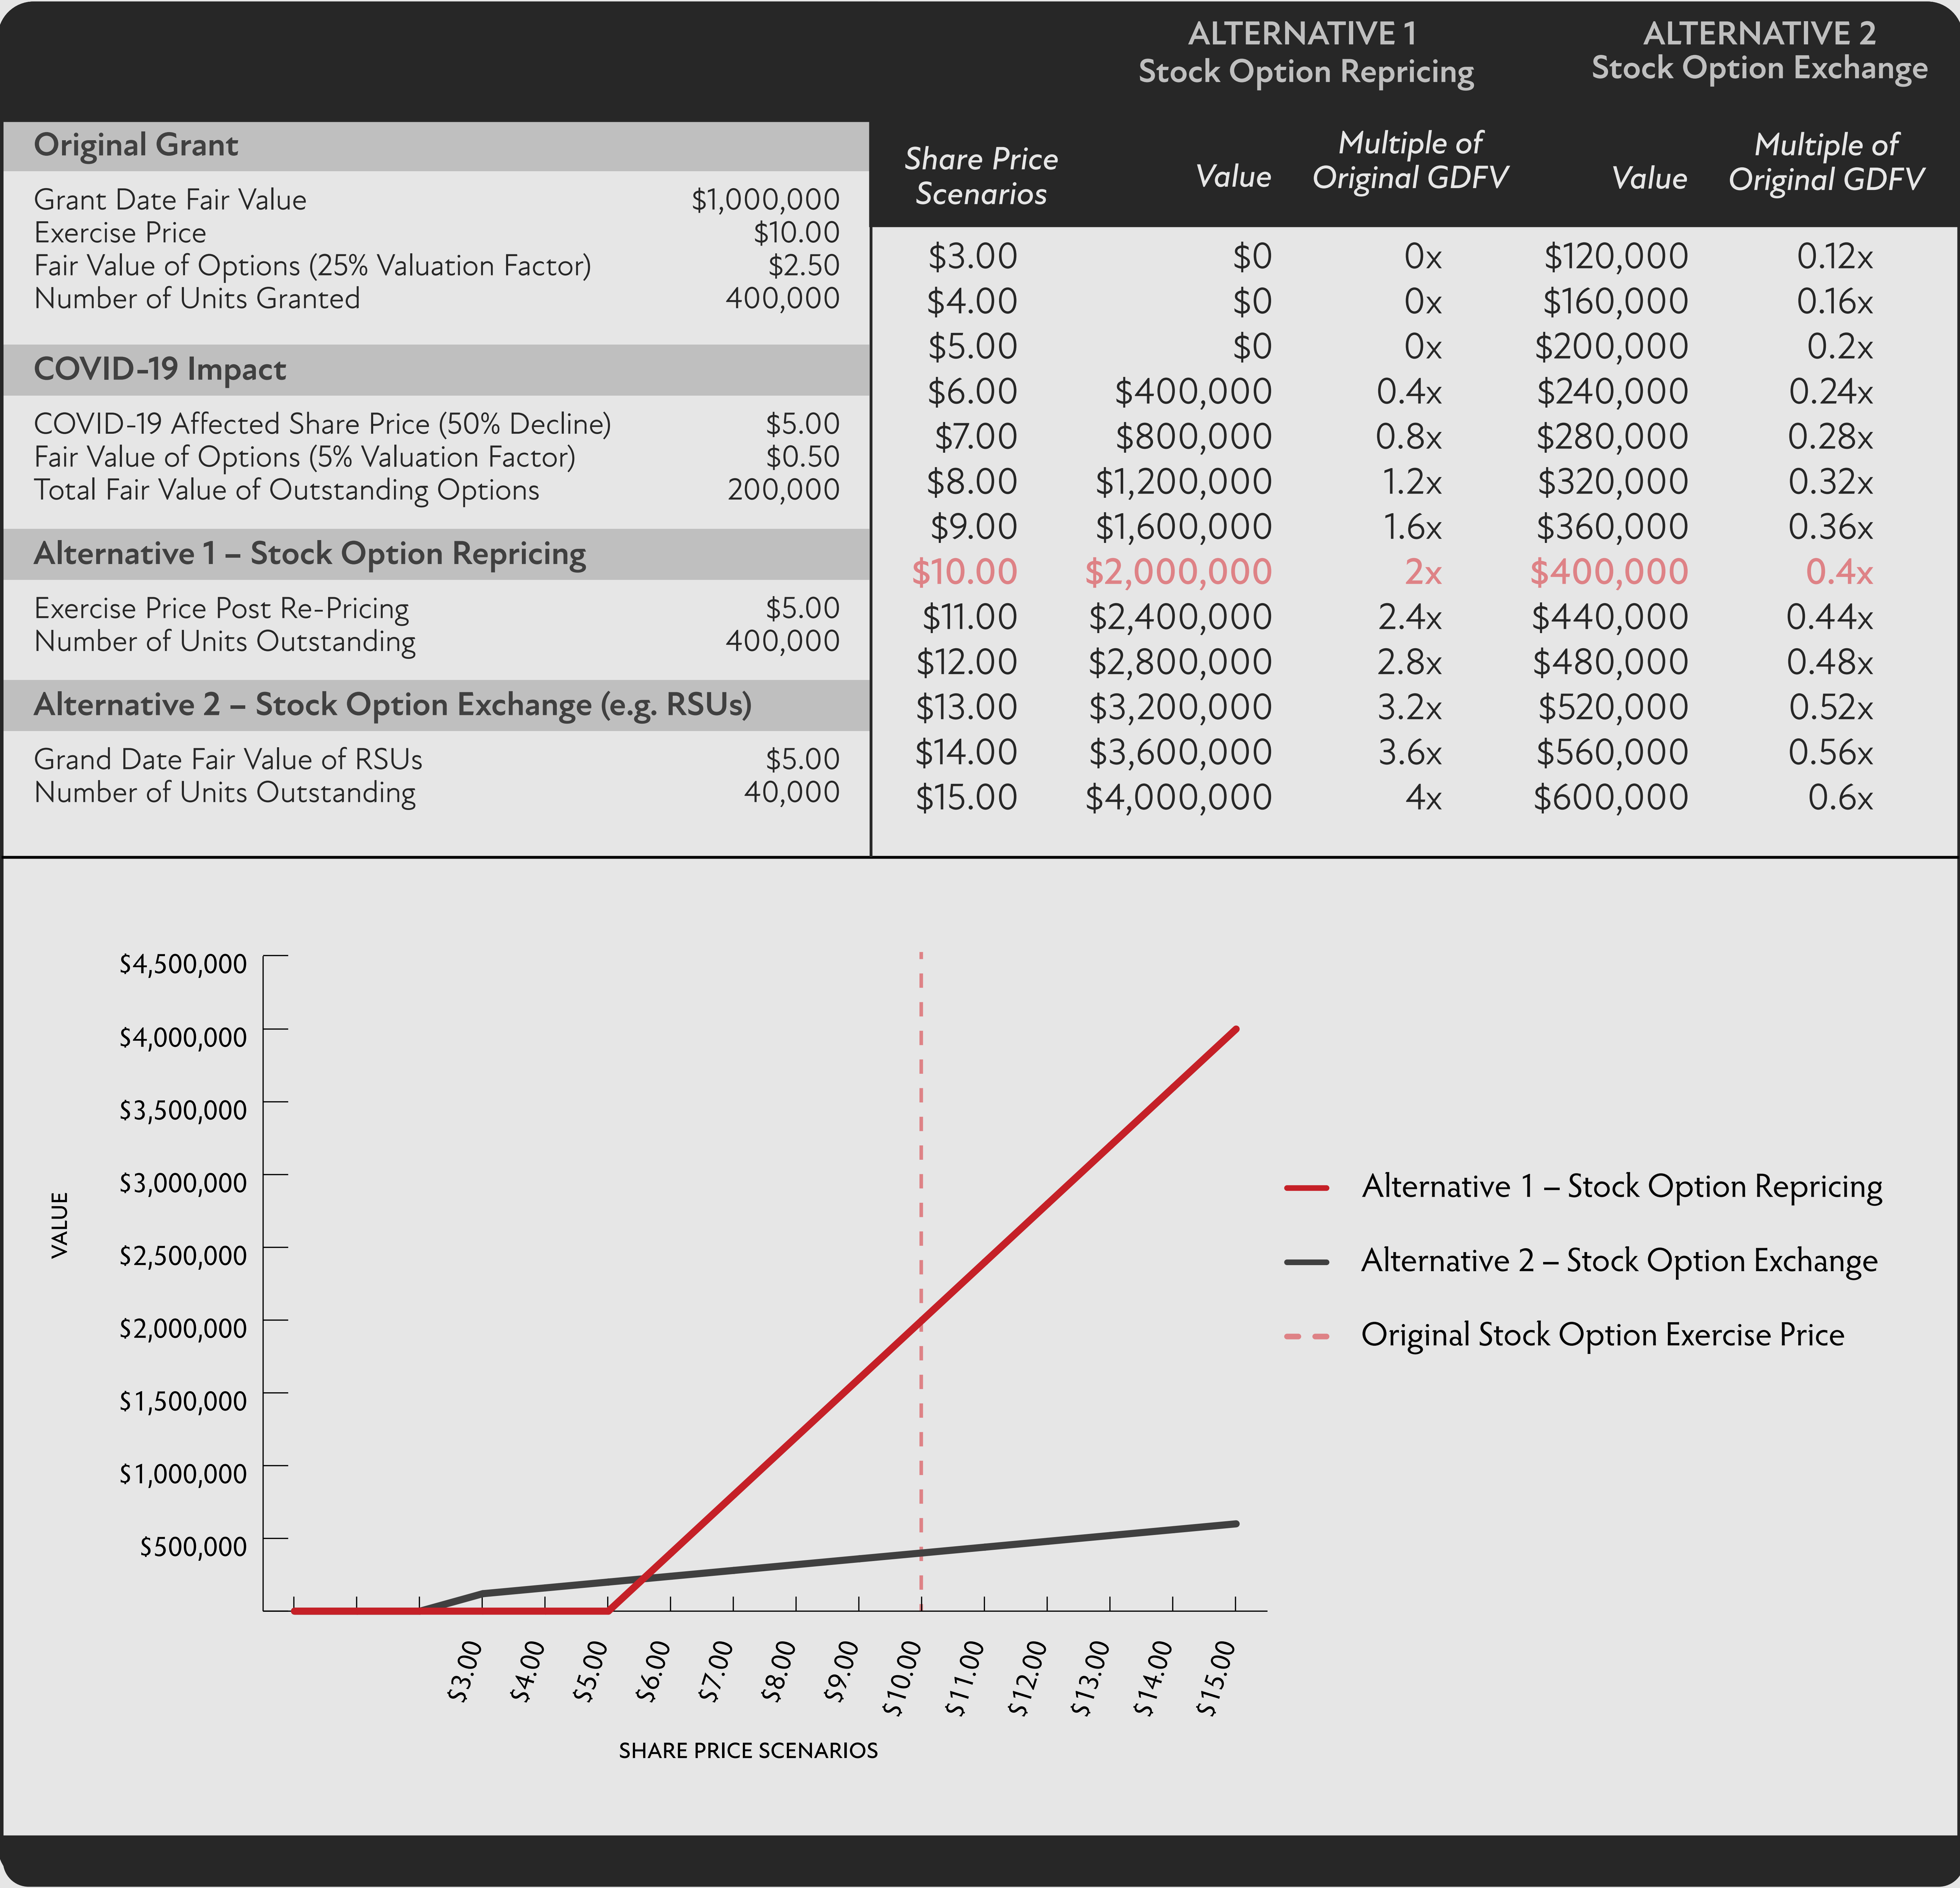 ALTERNATIVE 1
Stock Option Repricing
ALTERNATIVE 2
Stock Option Exchange
Original Grant
Grant Date Fair Value $1,000,000
Exercise Price $10.00
Fair Value of Options (25% Valuation Factor) $2.50
Number of Units Granted 400,000
COVID-19 Impact
COVID-19 Affected Share Price (50% Decline) $5.00
Fair Value of Options (5% Valuation Factor) $0.50
Total Fair Value of Outstanding Options 200,000
Alternative 1 – Stock Option Repricing
Exercise Price Post Re-Pricing $5.00
Number of Units Outstanding 400,000
Alternative 2 – Stock Option Exchange (e.g. RSUs)
Grand Date Fair Value of RSUs $5.00
Number of Units Outstanding 40,000
Share Price
Scenarios
Value
Multiple of
Original GDFV
Value
Multiple of
Original GDFV
$3.00 $0 0x $120,000 0.12x
$4.00 $0 0x $160,000 0.16x
$5.00 $0 0x $200,000 0.2x
$6.00 $400,000 0.4x $240,000 0.24x
$7.00 $800,000 0.8x $280,000 0.28x
$8.00 $1,200,000 1.2x $320,000 0.32x
$9.00 $1,600,000 1.6x $360,000 0.36x
$10.00 $2,000,000 2x $400,000 0.4x
$11.00 $2,400,000 2.4x $440,000 0.44x
$12.00 $2,800,000 2.8x $480,000 0.48x
$13.00 $3,200,000 3.2x $520,000 0.52x
$14.00 $3,600,000 3.6x $560,000 0.56x
$15.00 $4,000,000 4x $600,000 0.6x
VALUE
$4,500,000
$4,000,000
$3,500,000
$3,000,000
$2,500,000
$2,000,000
$1,500,000
$1,000,000
$500,000
$3.00 $4.00 $5.00 $6.00 $7.00 $8.00 $9.00 $10.00 $11.00 $12.00 $13.00 $14.00 $15.00
SHARE PRICE SCENARIOS
Alternative 1 – Stock Option Repricing
Alternative 2 – Stock Option Exchange
Original Stock Option Exercise Price